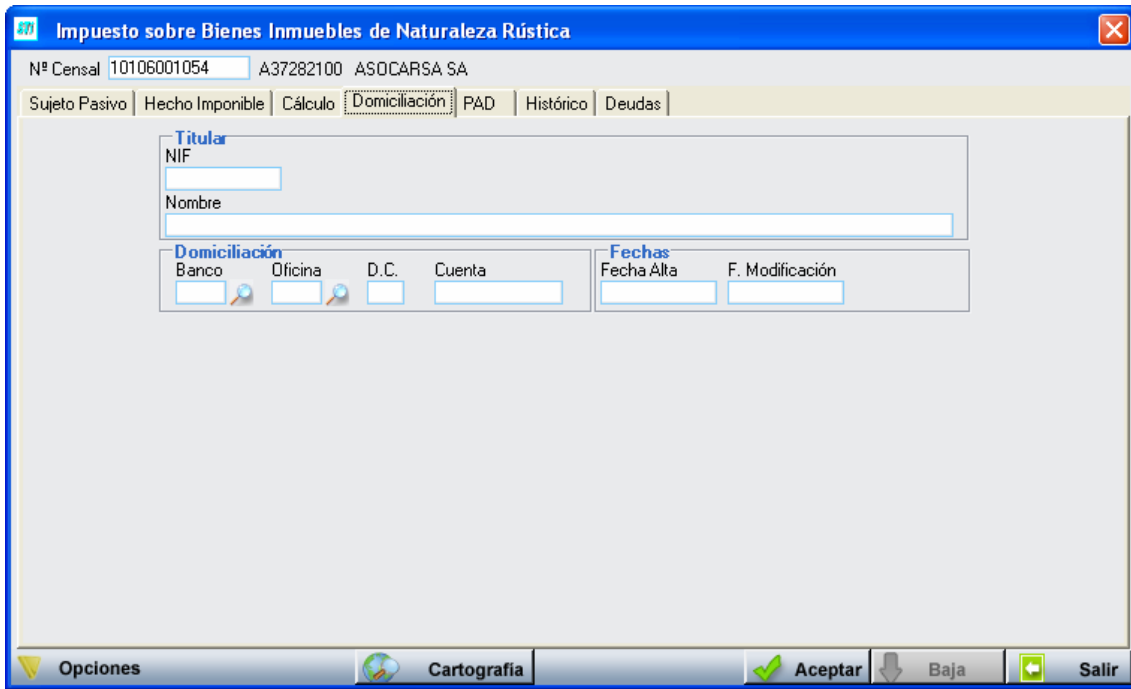 Impuesto sobre Bienes Inmuebles de Naturaleza Rústica
Nº Censal 10106001054 A37282100 ASOCARSA SA
Sujeto Pasivo Hecho Imponible Cálculo Domiciliación PAD Histórico Deudas
Titular
NIF
Nombre
Domiciliación Fechas
Banco Oficina D.C. Cuenta Fecha Alta F. Modificación
Opciones Cartografía Aceptar Baja Salir